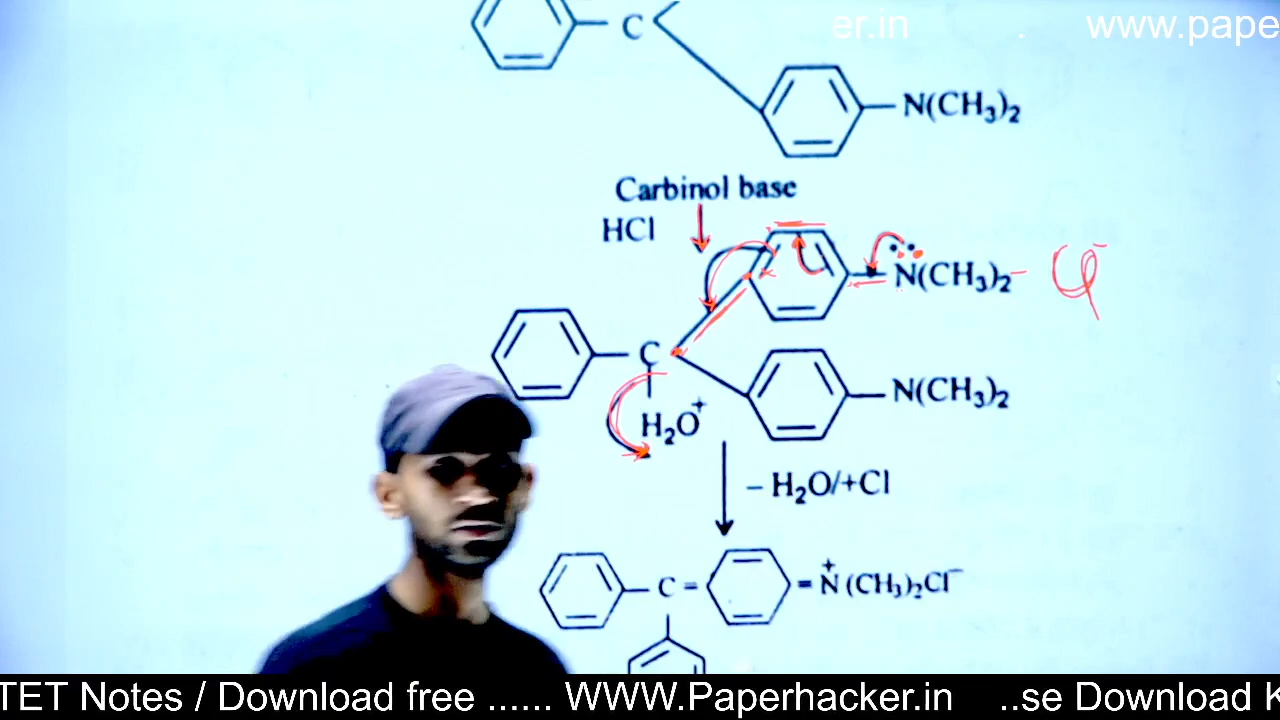 er.in . www.pape
C
N(CH₃)₂
Carbinol base
HCl
N̈(CH₃)₂ - Cl⁻
C
H₂O⁺
N(CH₃)₂
– H₂O/+Cl
C = = N⁺(CH₃)₂Cl⁻
TET Notes / Download free ...... WWW.Paperhacker.in ..se Download K